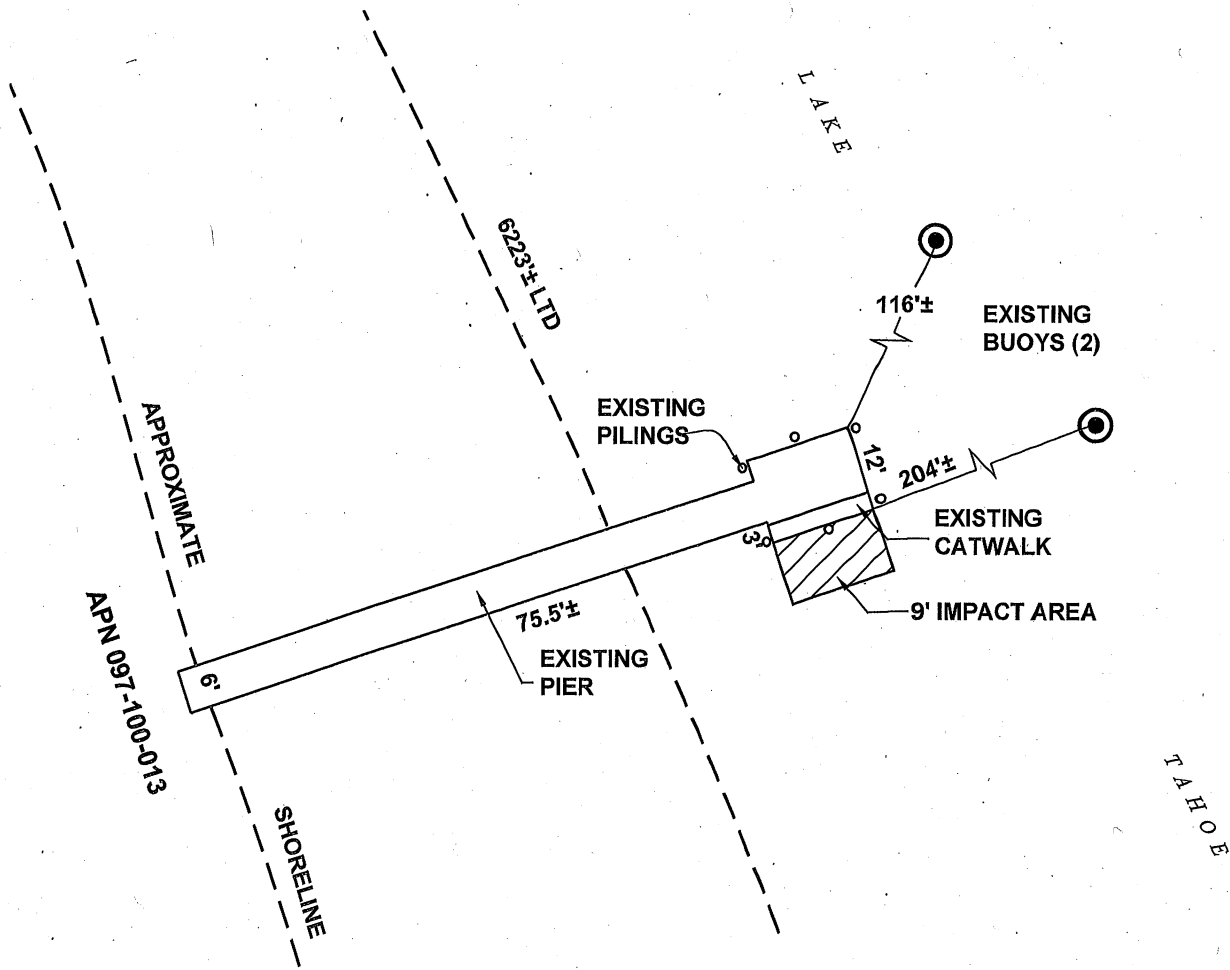 LAKE
6223'± LTD
116'±
EXISTING
BUOYS (2)
EXISTING
PILINGS
12'
204'±
APPROXIMATE
3'
EXISTING
CATWALK
9' IMPACT AREA
75.5'±
EXISTING
PIER
6'
APN 097-100-013
SHORELINE
TAHOE